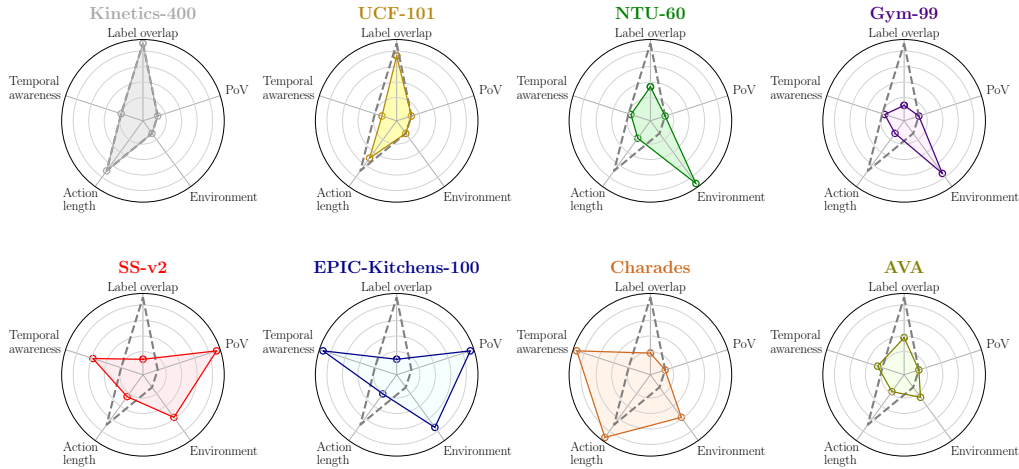 Kinetics-400
Label overlap
Temporal
awareness
PoV
Action
length
Environment
UCF-101
Label overlap
Temporal
awareness
PoV
Action
length
Environment
NTU-60
Label overlap
Temporal
awareness
PoV
Action
length
Environment
Gym-99
Label overlap
Temporal
awareness
PoV
Action
length
Environment
SS-v2
Label overlap
Temporal
awareness
PoV
Action
length
Environment
EPIC-Kitchens-100
Label overlap
Temporal
awareness
PoV
Action
length
Environment
Charades
Label overlap
Temporal
awareness
PoV
Action
length
Environment
AVA
Label overlap
Temporal
awareness
PoV
Action
length
Environment